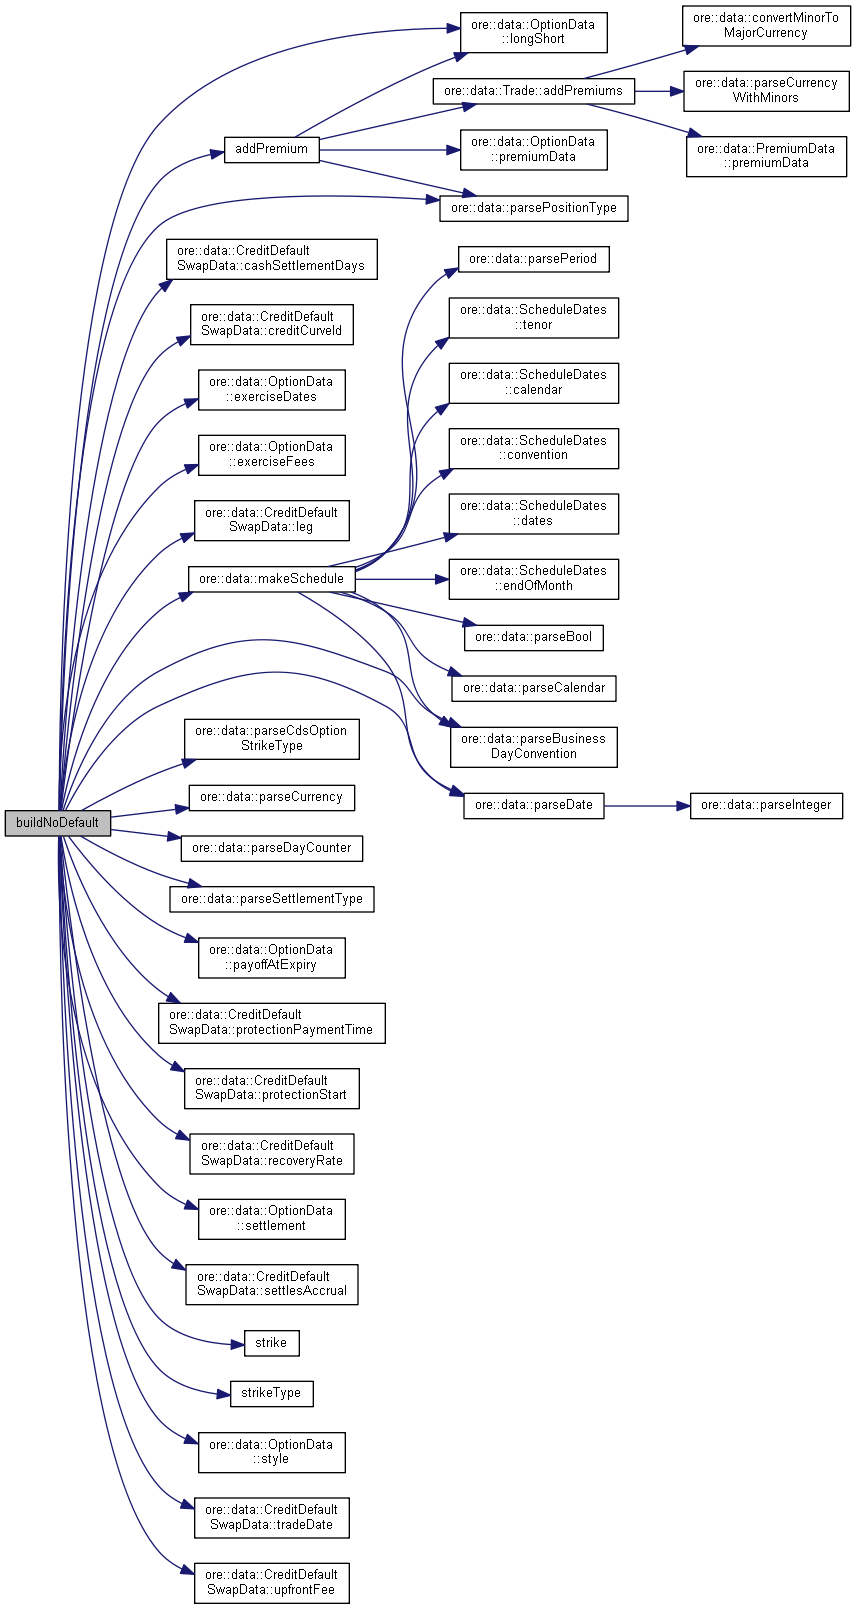 ore::data::OptionData
::longShort
ore::data::convertMinorTo
MajorCurrency
ore::data::Trade::addPremiums
ore::data::parseCurrency
WithMinors
addPremium
ore::data::OptionData
::premiumData
ore::data::PremiumData
::premiumData
ore::data::parsePositionType
ore::data::CreditDefault
SwapData::cashSettlementDays
ore::data::parsePeriod
ore::data::CreditDefault
SwapData::creditCurveId
ore::data::ScheduleDates
::tenor
ore::data::OptionData
::exerciseDates
ore::data::ScheduleDates
::calendar
ore::data::OptionData
::exerciseFees
ore::data::ScheduleDates
::convention
ore::data::CreditDefault
SwapData::leg
ore::data::ScheduleDates
::dates
ore::data::makeSchedule
ore::data::ScheduleDates
::endOfMonth
ore::data::parseBool
ore::data::parseCalendar
ore::data::parseCdsOption
StrikeType
ore::data::parseBusiness
DayConvention
ore::data::parseCurrency
ore::data::parseDate
ore::data::parseInteger
buildNoDefault
ore::data::parseDayCounter
ore::data::parseSettlementType
ore::data::OptionData
::payoffAtExpiry
ore::data::CreditDefault
SwapData::protectionPaymentTime
ore::data::CreditDefault
SwapData::protectionStart
ore::data::CreditDefault
SwapData::recoveryRate
ore::data::OptionData
::settlement
ore::data::CreditDefault
SwapData::settlesAccrual
strike
strikeType
ore::data::OptionData
::style
ore::data::CreditDefault
SwapData::tradeDate
ore::data::CreditDefault
SwapData::upfrontFee